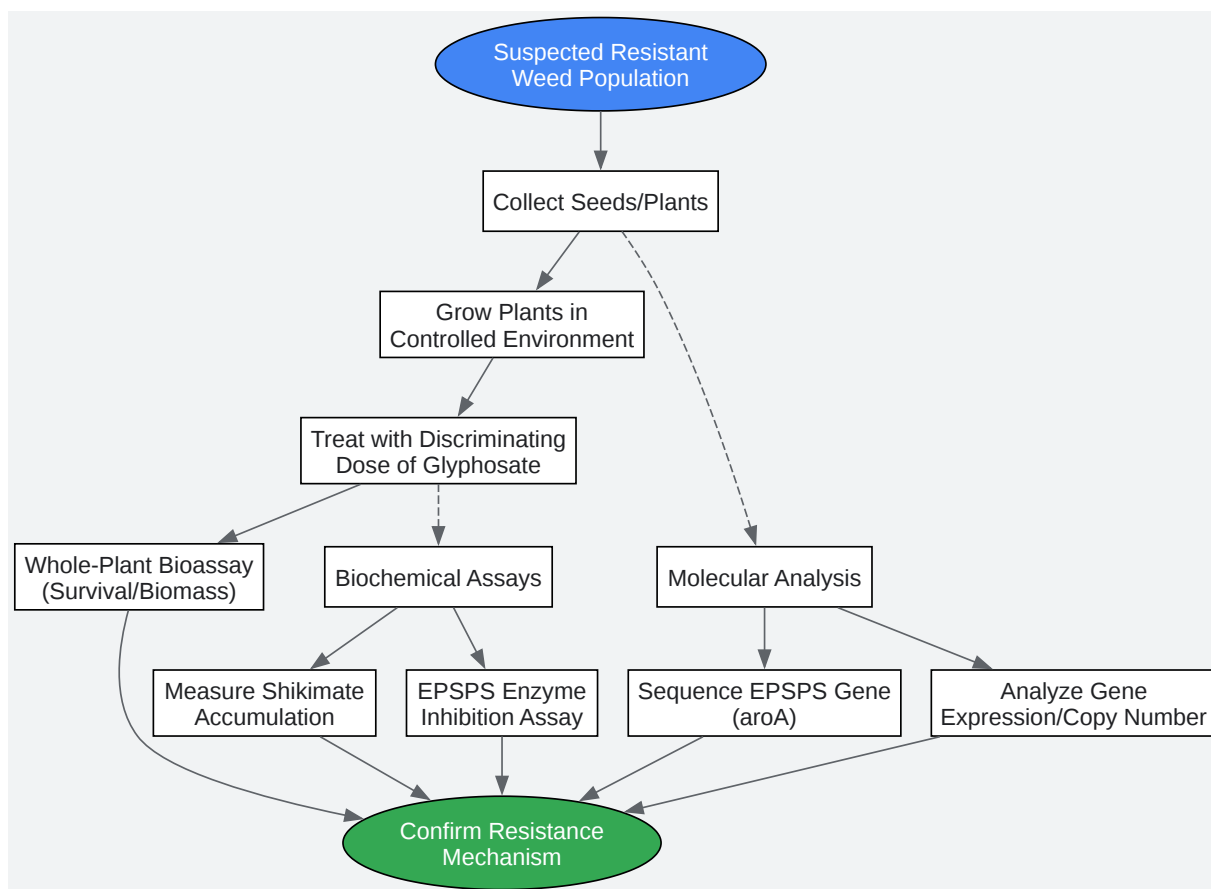 Suspected Resistant
Weed Population
Collect Seeds/Plants
Grow Plants in
Controlled Environment
Treat with Discriminating
Dose of Glyphosate
Whole-Plant Bioassay
(Survival/Biomass)
Biochemical Assays
Molecular Analysis
Measure Shikimate
Accumulation
EPSPS Enzyme
Inhibition Assay
Sequence EPSPS Gene
(aroA)
Analyze Gene
Expression/Copy Number
Confirm Resistance
Mechanism